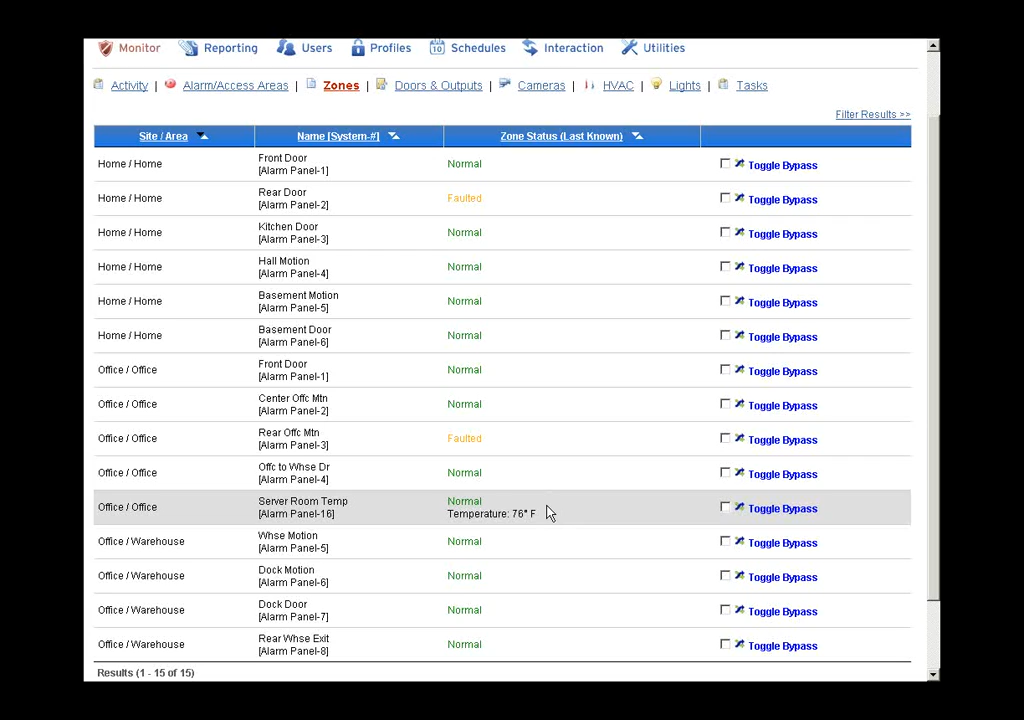 Monitor Reporting Users 10 Profiles Schedules Interaction Utilities
Activity | Alarm/Access Areas | Zones | Doors & Outputs | Cameras | HVAC | Lights | Tasks
Filter Results >>
Site / Area Name [System-#] Zone Status (Last Known)
Home / Home Front Door Normal Toggle Bypass
[Alarm Panel-1]
Home / Home Rear Door Faulted Toggle Bypass
[Alarm Panel-2]
Home / Home Kitchen Door Normal Toggle Bypass
[Alarm Panel-3]
Home / Home Hall Motion Normal Toggle Bypass
[Alarm Panel-4]
Home / Home Basement Motion Normal Toggle Bypass
[Alarm Panel-5]
Home / Home Basement Door Normal Toggle Bypass
[Alarm Panel-6]
Office / Office Front Door Normal Toggle Bypass
[Alarm Panel-1]
Office / Office Center Offc Mtn Normal Toggle Bypass
[Alarm Panel-2]
Office / Office Rear Offc Mtn Faulted Toggle Bypass
[Alarm Panel-3]
Office / Office Offc to Whse Dr Normal Toggle Bypass
[Alarm Panel-4]
Office / Office Server Room Temp Normal Toggle Bypass
[Alarm Panel-16] Temperature: 76° F
Office / Warehouse Whse Motion Normal Toggle Bypass
[Alarm Panel-5]
Office / Warehouse Dock Motion Normal Toggle Bypass
[Alarm Panel-6]
Office / Warehouse Dock Door Normal Toggle Bypass
[Alarm Panel-7]
Office / Warehouse Rear Whse Exit Normal Toggle Bypass
[Alarm Panel-8]
Results (1 - 15 of 15)